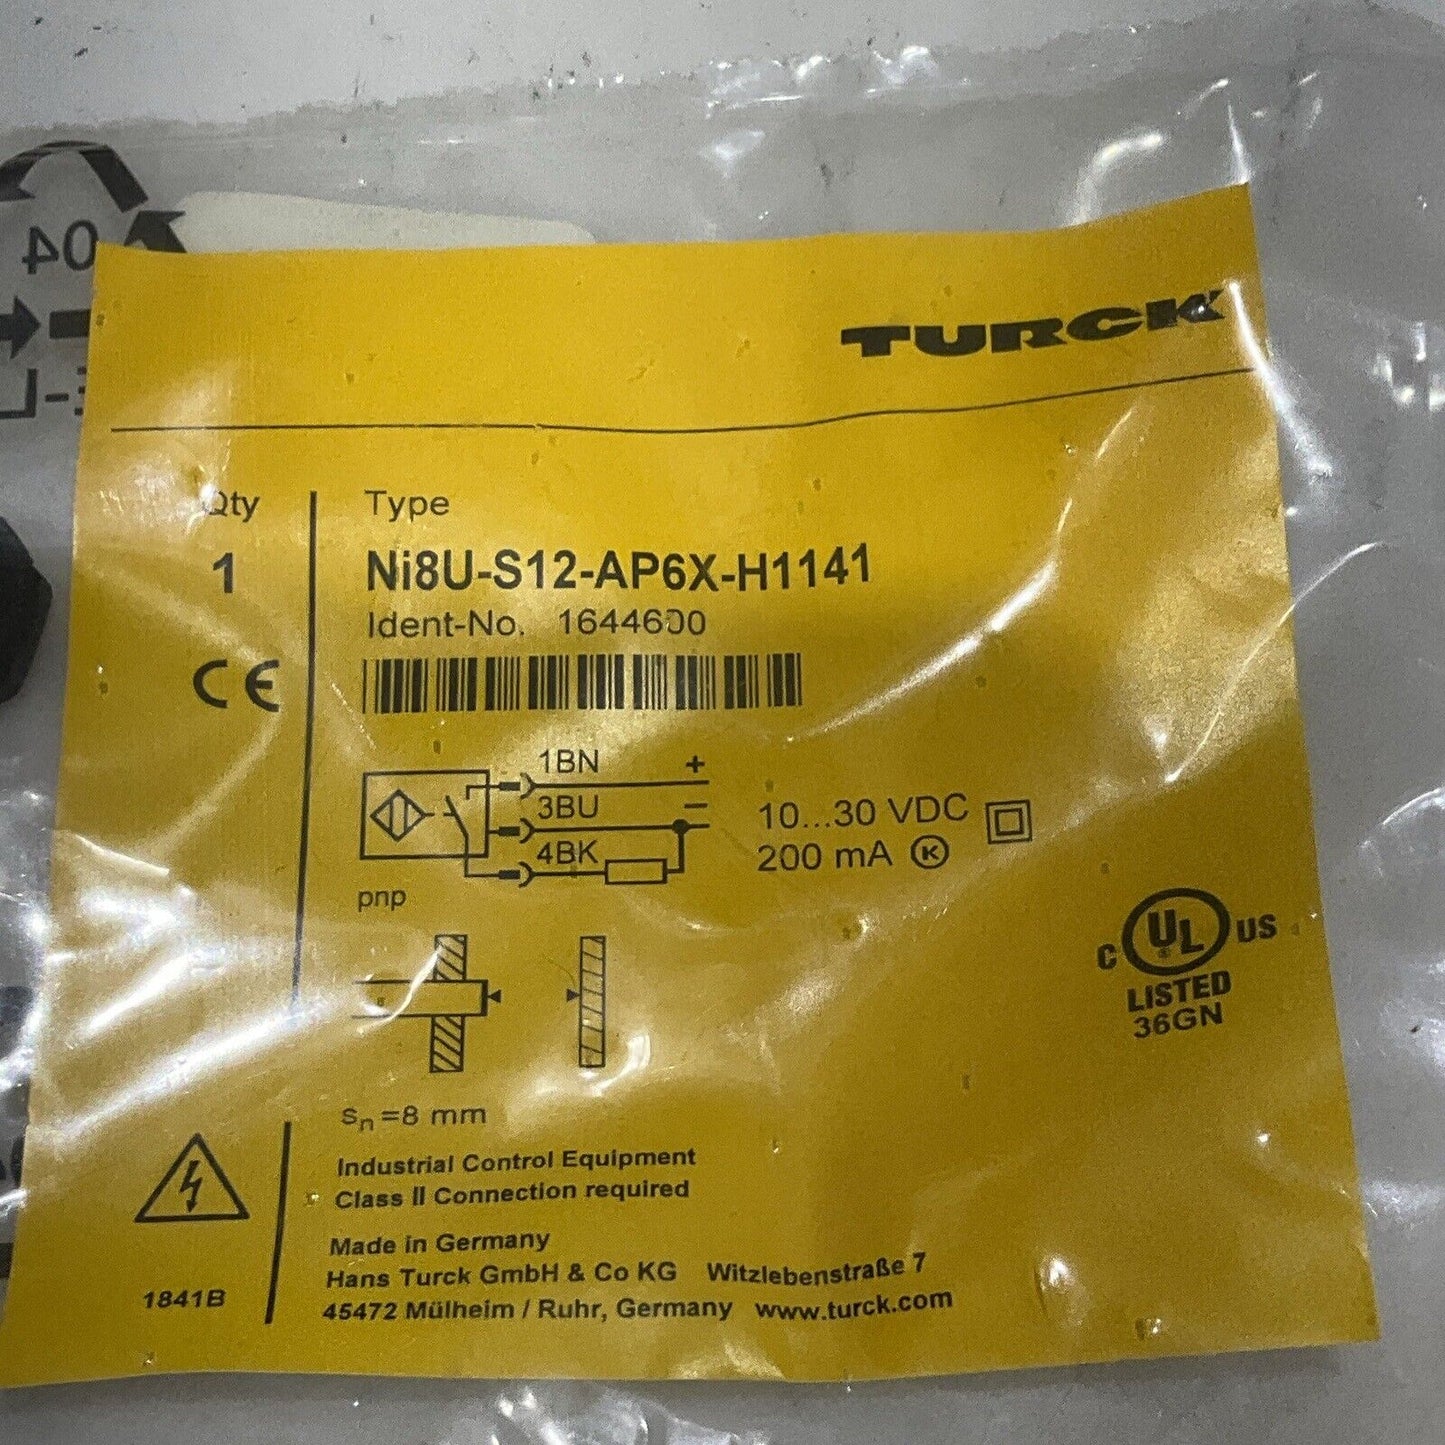 04
TURCK
Qty Type
1 Ni8U-S12-AP6X-H1141
Ident-No. 1644600
CE
1BN +
3BU −
4BK
10...30 VDC
200 mA K
pnp
C UL US
®
LISTED
36GN
sn=8 mm
Industrial Control Equipment
Class II Connection required
Made in Germany
Hans Turck GmbH & Co KG Witzlebenstraße 7
1841B
45472 Mülheim / Ruhr, Germany www.turck.com